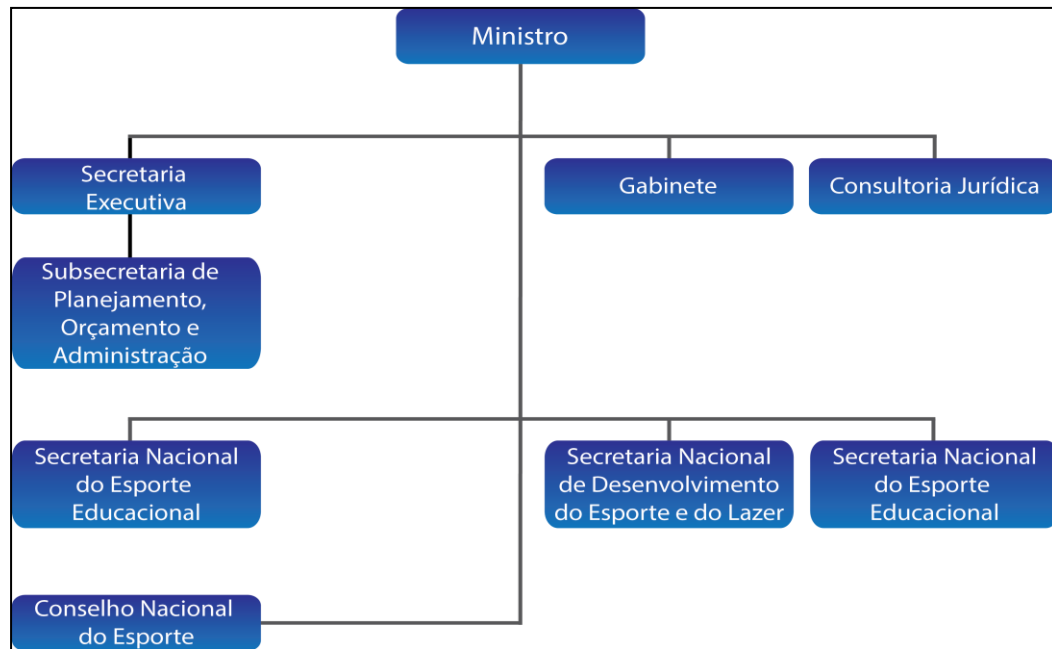 Ministro
Secretaria
Executiva
Gabinete
Consultoria Jurídica
Subsecretaria de
Planejamento,
Orçamento e
Administração
Secretaria Nacional
do Esporte
Educacional
Secretaria Nacional
de Desenvolvimento
do Esporte e do Lazer
Secretaria Nacional
do Esporte
Educacional
Conselho Nacional
do Esporte